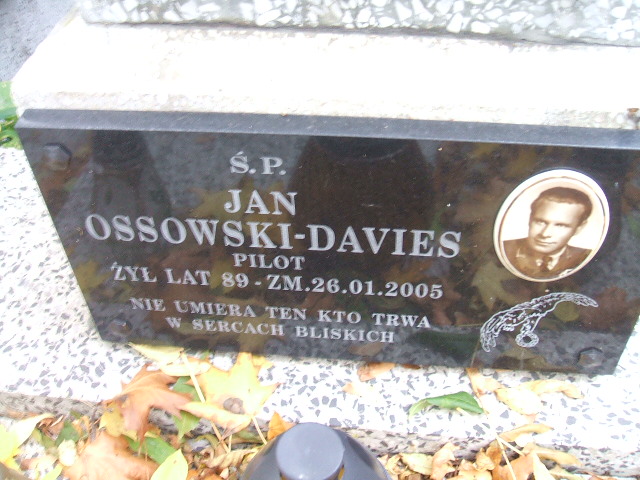 Ś.P.
JAN
OSSOWSKI-DAVIES
PILOT
ŻYŁ LAT 89 - ZM. 26.01.2005
NIE UMIERA TEN KTO TRWA
W SERCACH BLISKICH